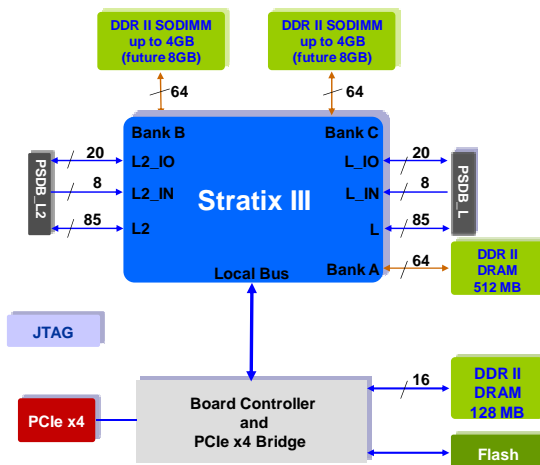 DDR II SODIMM
up to 4GB
(future 8GB)
DDR II SODIMM
up to 4GB
(future 8GB)
64
64
Bank B
Bank C
PSDB_L2
20
L2_IO
L_IO
20
PSDB_L
8
L2_IN
Stratix III
L_IN
8
85
L2
L
85
Local Bus
Bank A
64
DDR II
DRAM
512 MB
JTAG
PCIe x4
Board Controller
and
PCIe x4 Bridge
16
DDR II
DRAM
128 MB
Flash